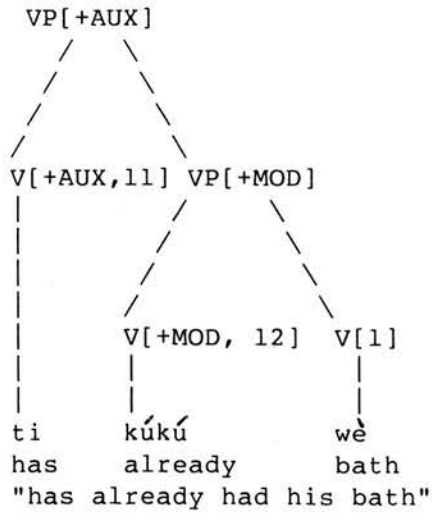 VP[+AUX]
V[+AUX,11] VP[+MOD]
V[+MOD, 12] V[1]
ti kúkú wè
has already bath
"has already had his bath"